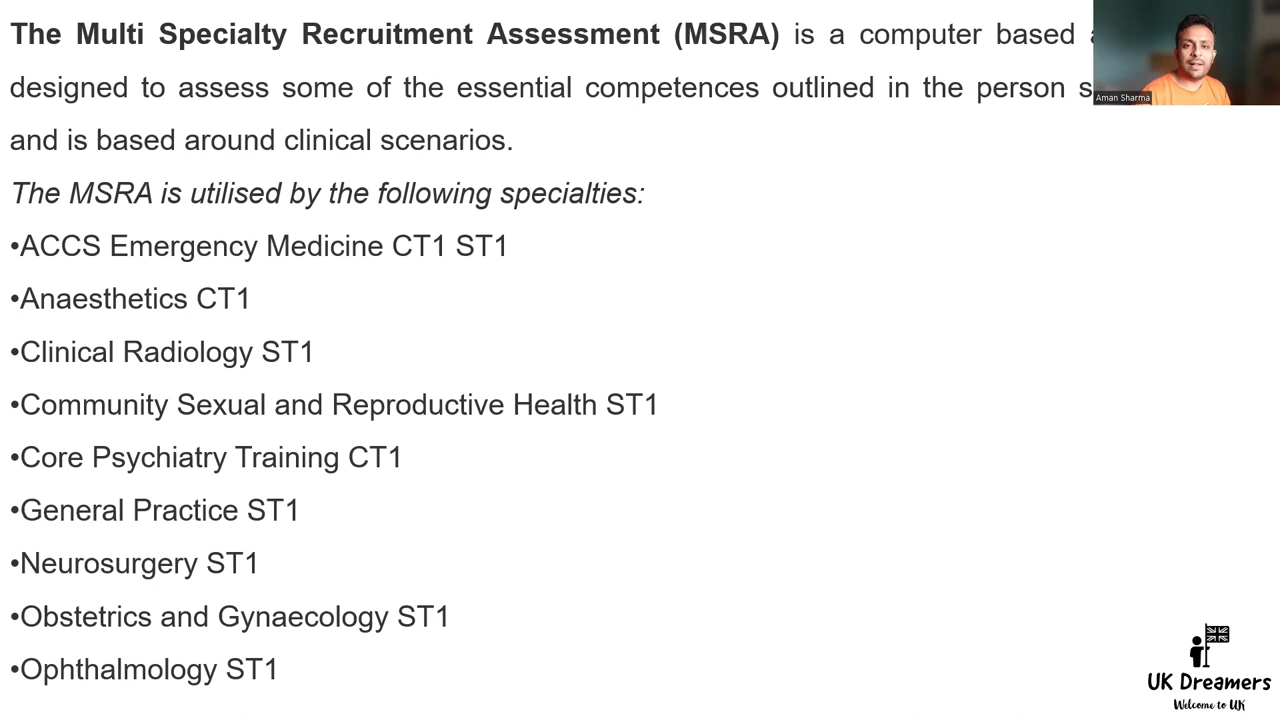 The Multi Specialty Recruitment Assessment (MSRA) is a computer based
designed to assess some of the essential competences outlined in the person
and is based around clinical scenarios.
The MSRA is utilised by the following specialties:
•ACCS Emergency Medicine CT1 ST1
•Anaesthetics CT1
•Clinical Radiology ST1
•Community Sexual and Reproductive Health ST1
•Core Psychiatry Training CT1
•General Practice ST1
•Neurosurgery ST1
•Obstetrics and Gynaecology ST1
•Ophthalmology ST1
Aman Sharma
UK Dreamers
Welcome to UK